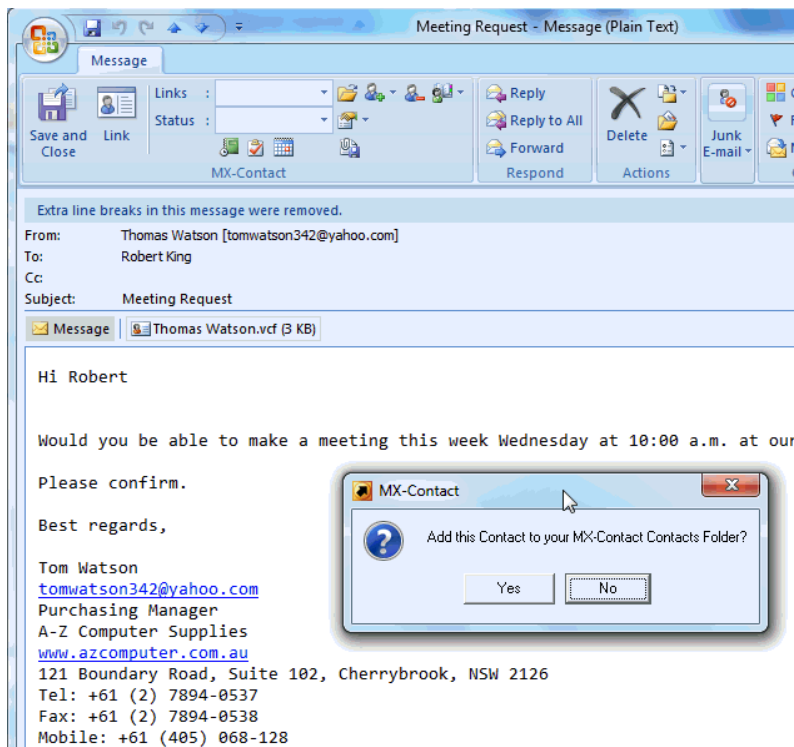 Meeting Request - Message (Plain Text)
Message
Save and Close
Link
Links :
Status :
MX-Contact
Reply
Reply to All
Forward
Respond
Delete
Actions
Junk E-mail
Extra line breaks in this message were removed.
From: Thomas Watson [tomwatson342@yahoo.com]
To: Robert King
Cc:
Subject: Meeting Request
Message
Thomas Watson.vcf (3 KB)
Hi Robert
Would you be able to make a meeting this week Wednesday at 10:00 a.m. at our
Please confirm.
Best regards,
Tom Watson
tomwatson342@yahoo.com
Purchasing Manager
A-Z Computer Supplies
www.azcomputer.com.au
121 Boundary Road, Suite 102, Cherrybrook, NSW 2126
Tel: +61 (2) 7894-0537
Fax: +61 (2) 7894-0538
Mobile: +61 (405) 068-128
MX-Contact
Add this Contact to your MX-Contact Contacts Folder?
Yes
No